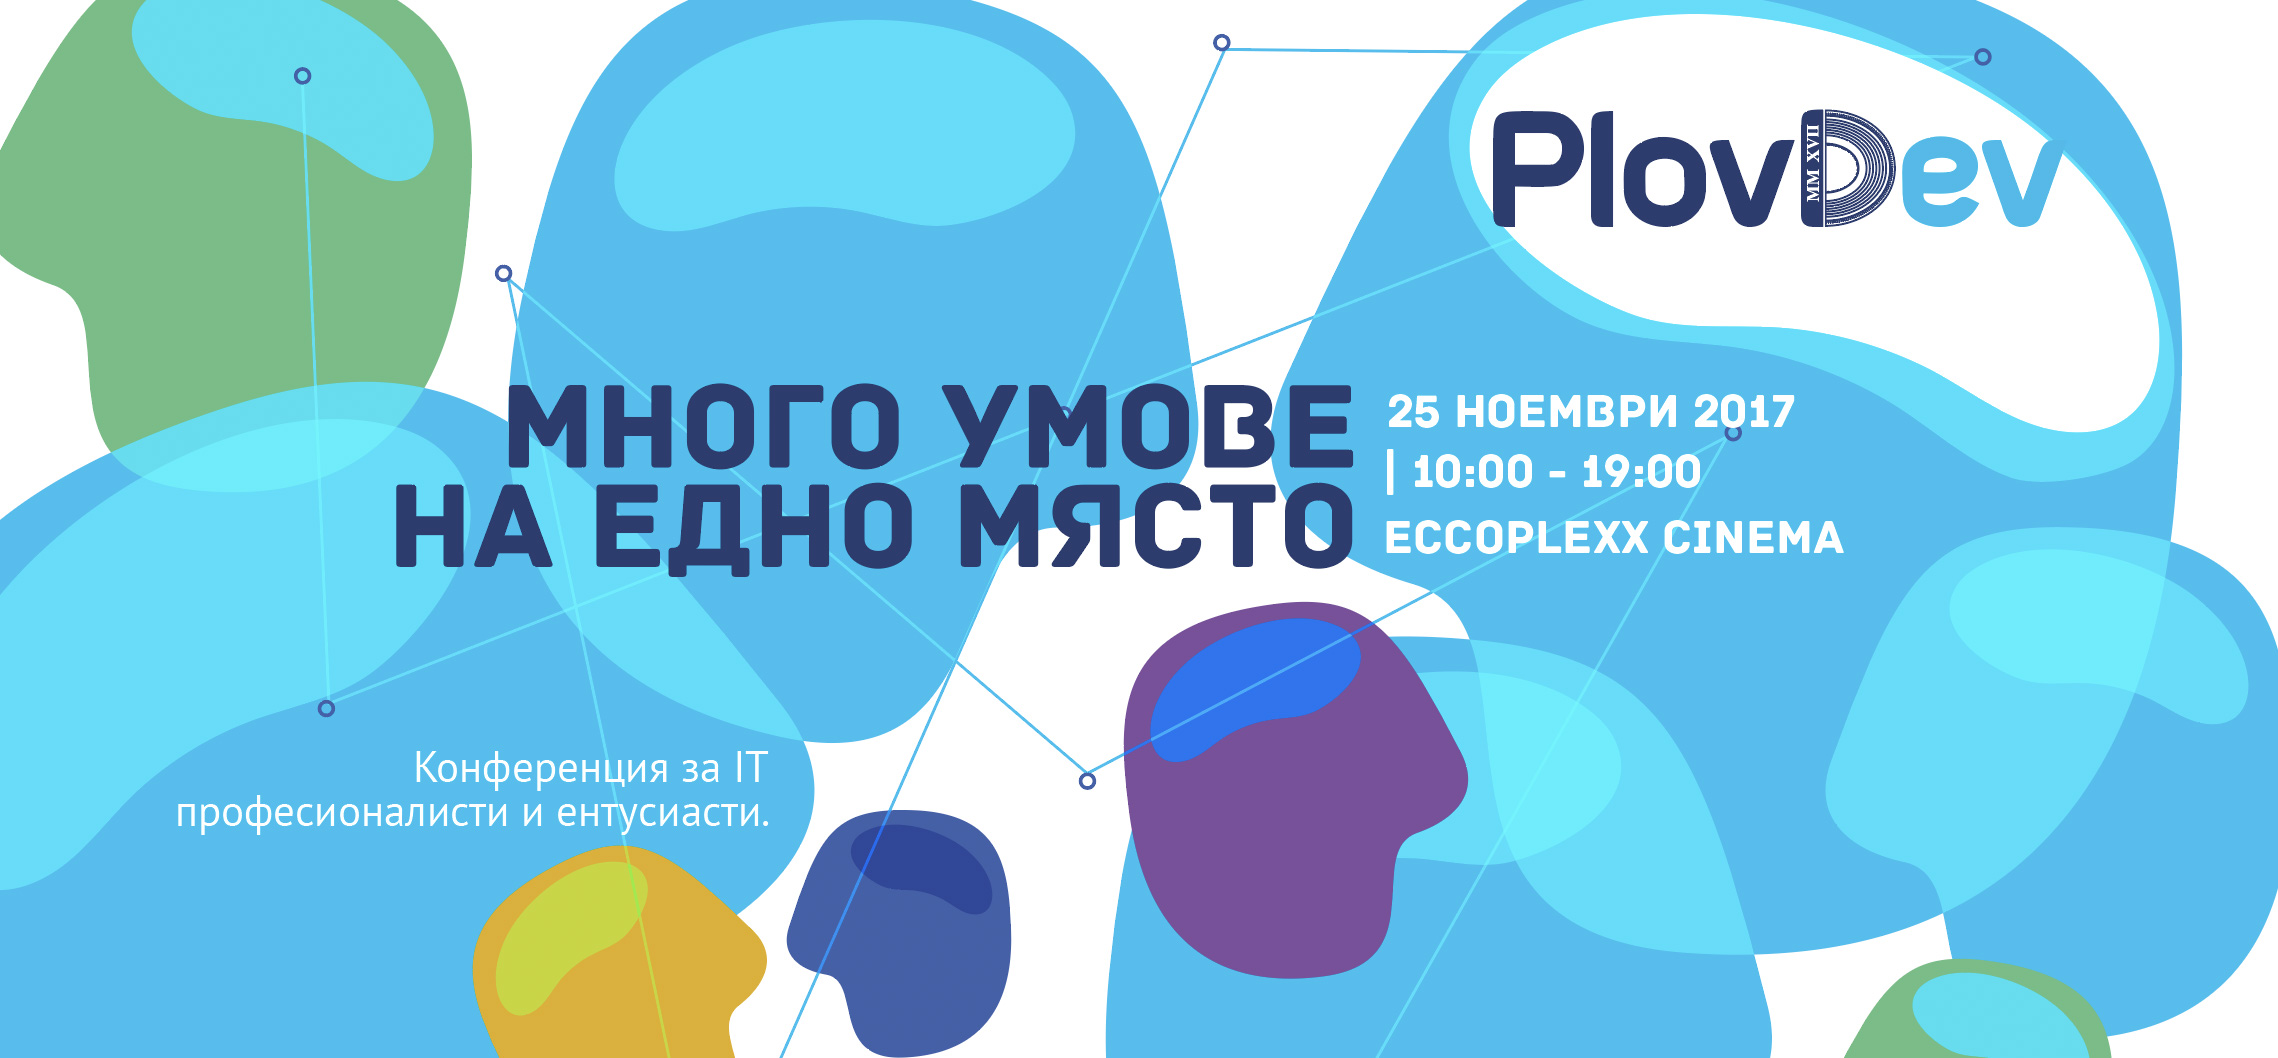 PlovDev
MM XVII
МНОГО УМОВЕ
НА ЕДНО МЯСТО
25 НОЕМВРИ 2017
| 10:00 - 19:00
ECCOPLEXX CINEMA
Конференция за IT
професионалисти и ентусиасти.